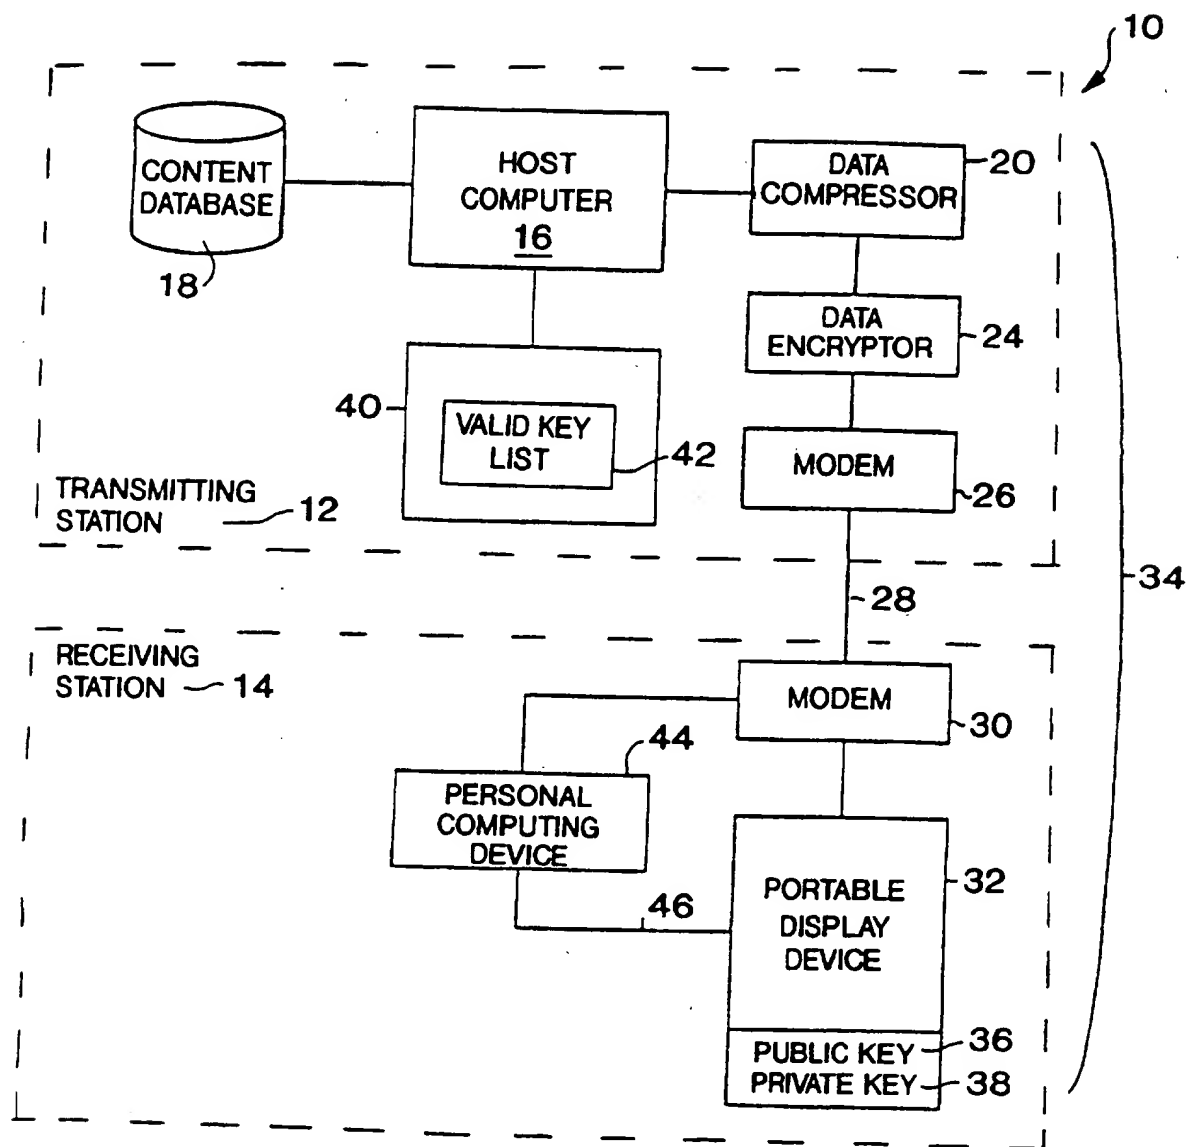 10
CONTENT
DATABASE
18
HOST
COMPUTER
16
DATA
COMPRESSOR
20
DATA
ENCRYPTOR
24
40
VALID KEY
LIST
42
MODEM
26
TRANSMITTING
STATION
12
28
34
RECEIVING
STATION
14
MODEM
30
44
PERSONAL
COMPUTING
DEVICE
46
PORTABLE
DISPLAY
DEVICE
32
PUBLIC KEY
36
PRIVATE KEY
38